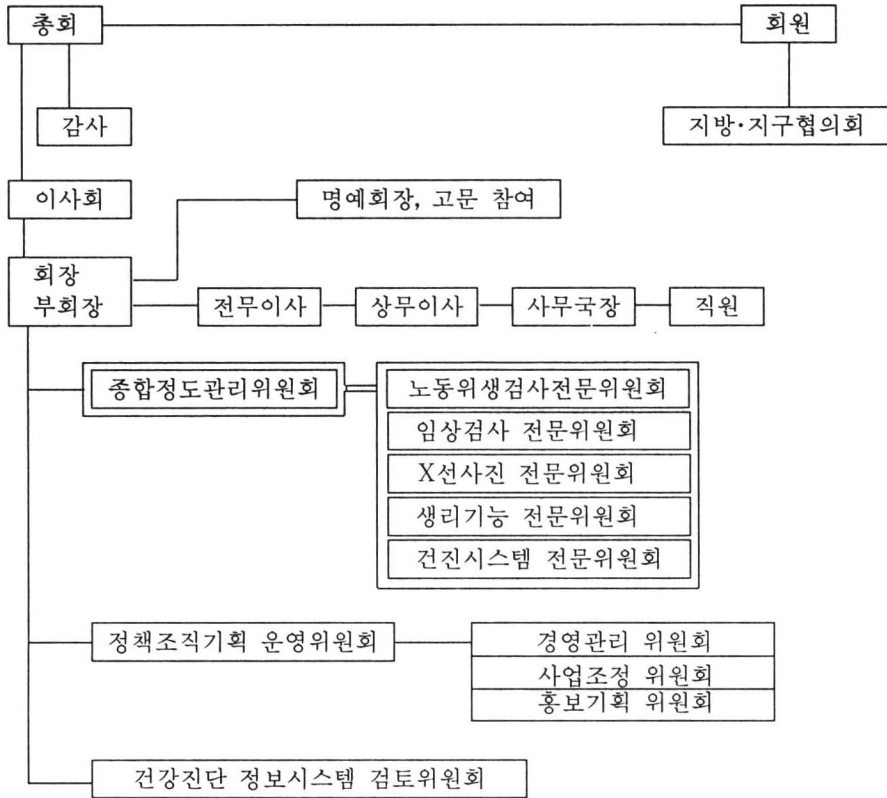 총회
회원
감사
지방·지구협의회
이사회
명예회장, 고문 참여
회장
부회장
전무이사
상무이사
사무국장
직원
종합정도관리위원회
노동위생검사전문위원회
임상검사 전문위원회
X선사진 전문위원회
생리기능 전문위원회
건진시스템 전문위원회
정책조직기획 운영위원회
경영관리 위원회
사업조정 위원회
홍보기획 위원회
건강진단 정보시스템 검토위원회